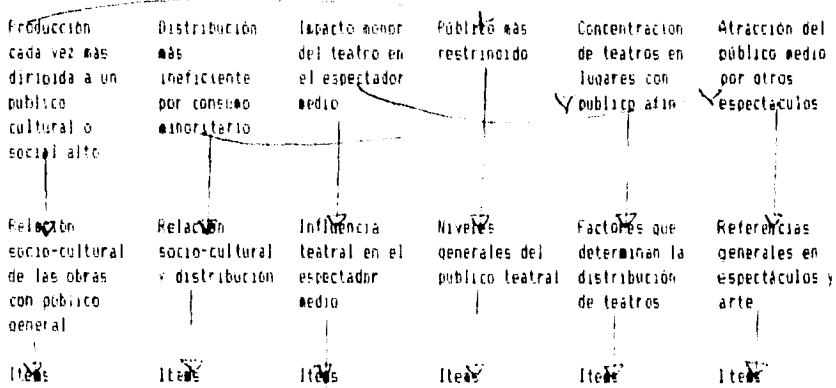 Producción
cada vez más
dirigida a un
público
cultural o
social alto
Distribución
más
ineficiente
por consumo
minoritario
Impacto menor
del teatro en
el espectador
medio
Público más
restringido
Concentración
de teatros en
lugares con
público afín
Atracción del
público medio
por otros
espectáculos
Relación
socio-cultural
de las obras
con público
general
Relación
socio-cultural
y distribución
Influencia
teatral en el
espectador
medio
Niveles
generales del
público teatral
Factores que
determinan la
distribución
de teatros
Referencias
generales en
espectáculos y
arte
Items
Items
Items
Items
Items
Items